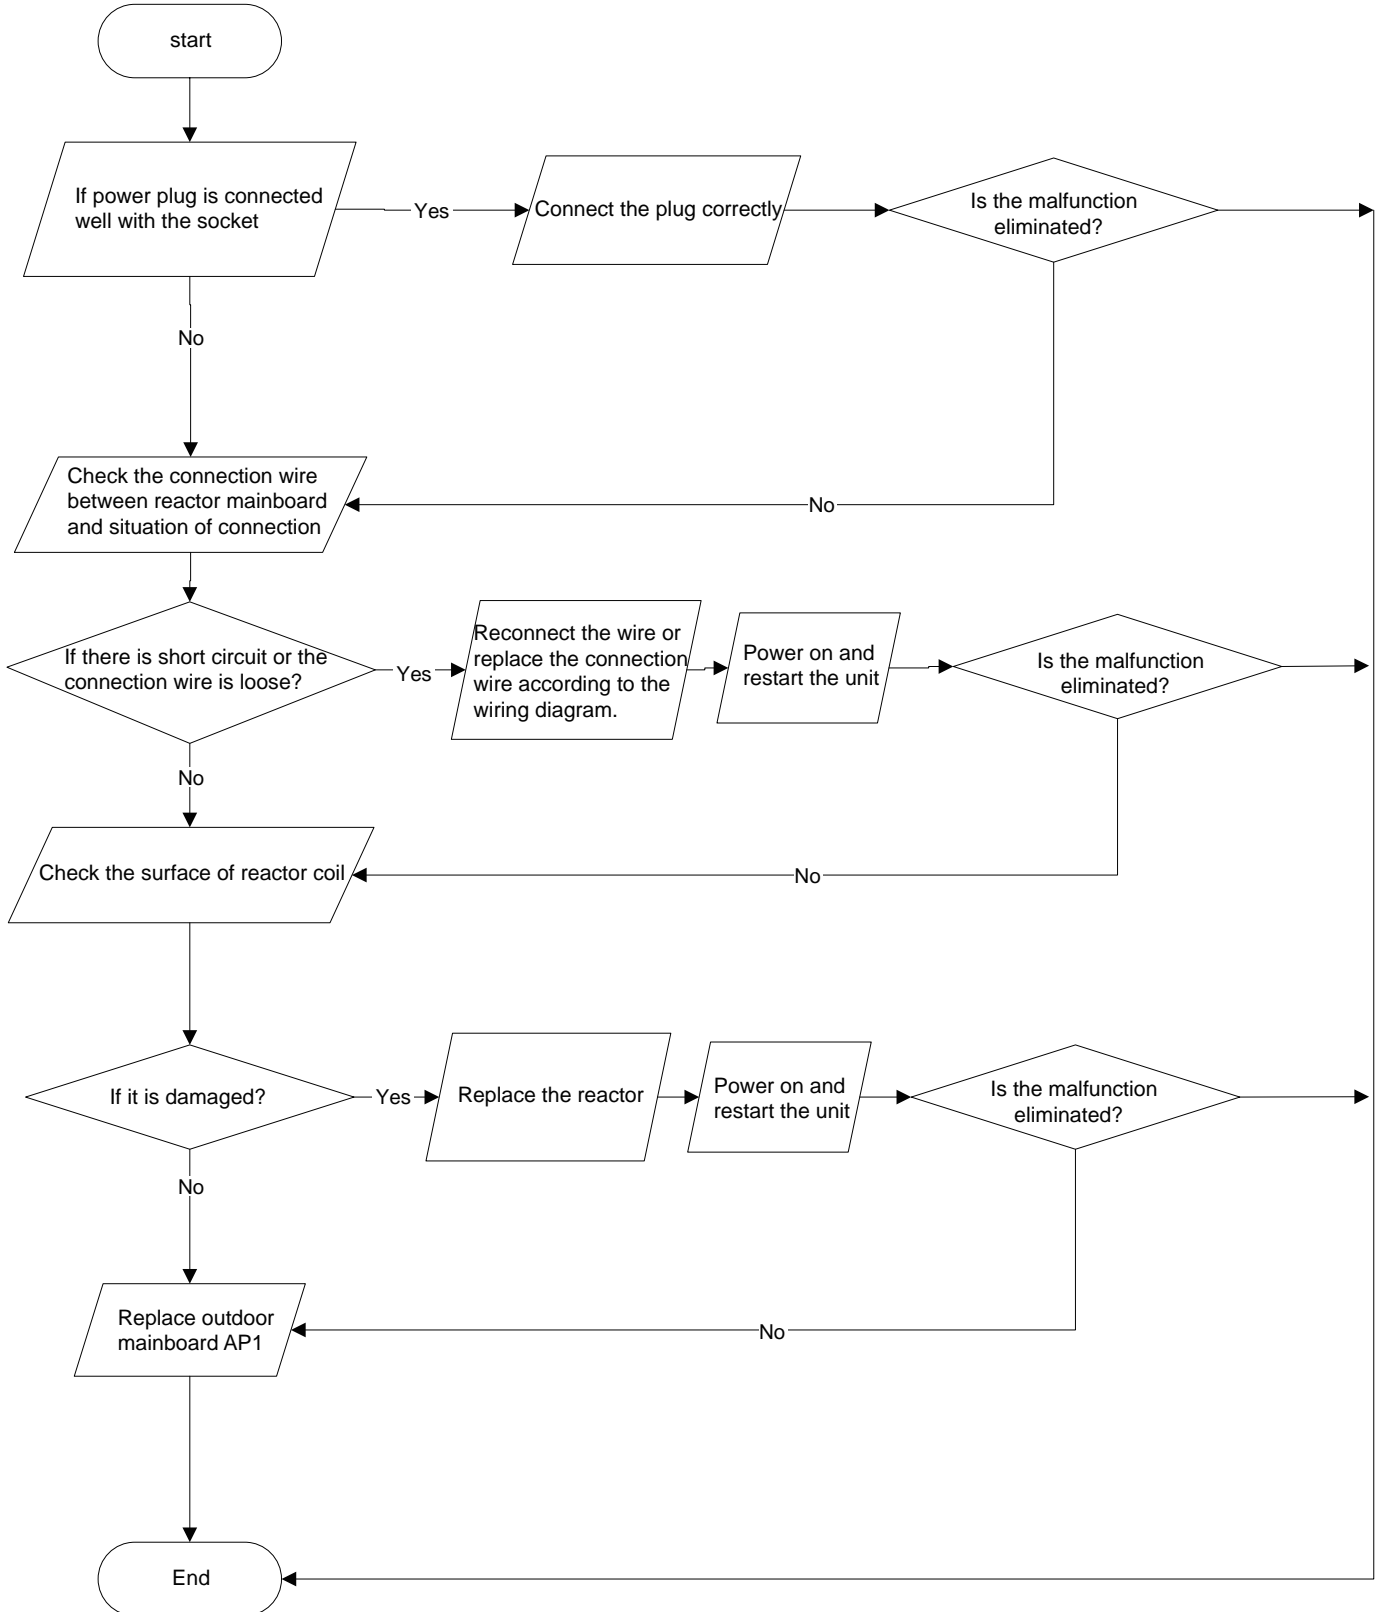 start
If power plug is connected
well with the socket
Yes
Connect the plug correctly
Is the malfunction
eliminated?
No
Check the connection wire
between reactor mainboard
and situation of connection
No
If there is short circuit or the
connection wire is loose?
Yes
Reconnect the wire or
replace the connection
wire according to the
wiring diagram.
Power on and
restart the unit
Is the malfunction
eliminated?
No
Check the surface of reactor coil
No
If it is damaged?
Yes
Replace the reactor
Power on and
restart the unit
Is the malfunction
eliminated?
No
Replace outdoor
mainboard AP1
No
End